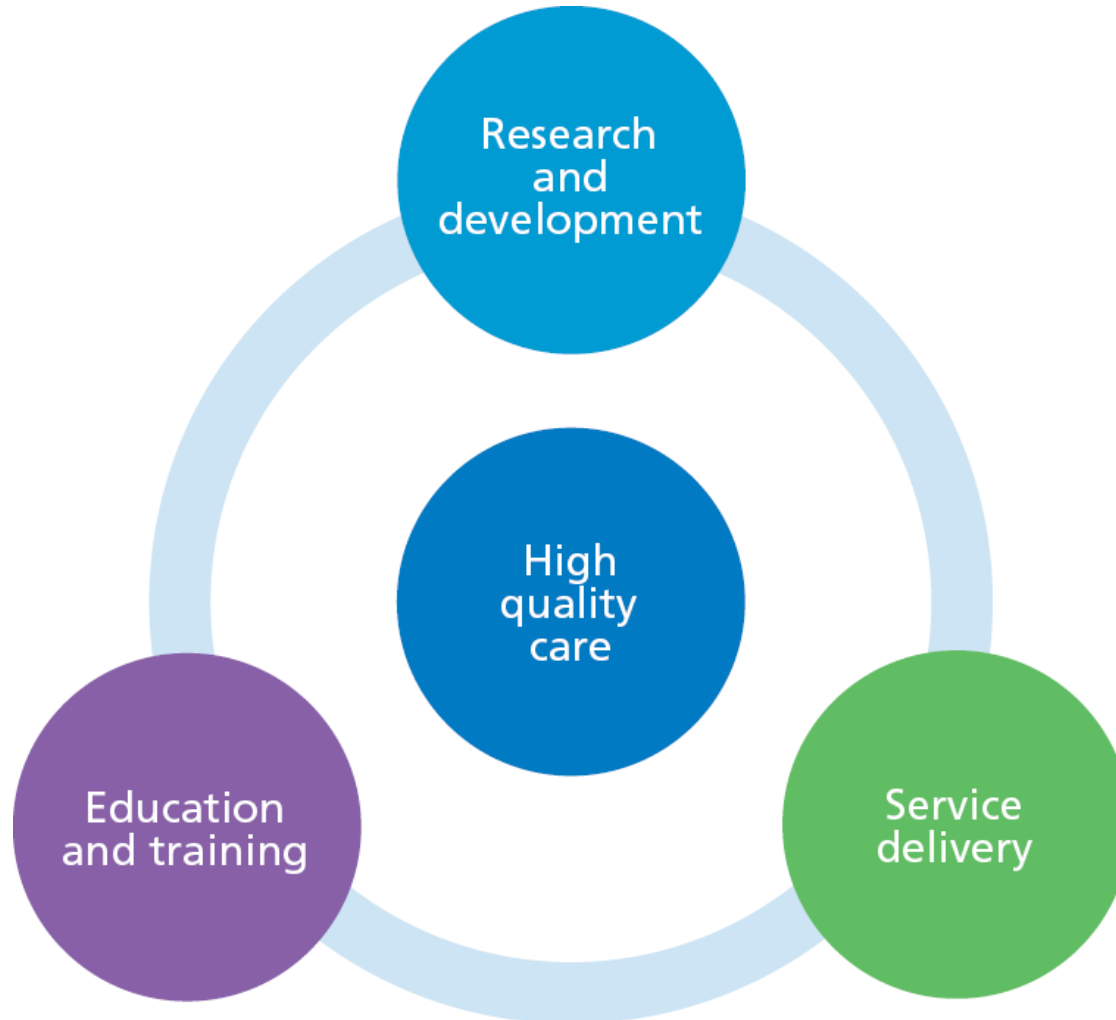 Research
and
development
High
quality
care
Education
and training
Service
delivery